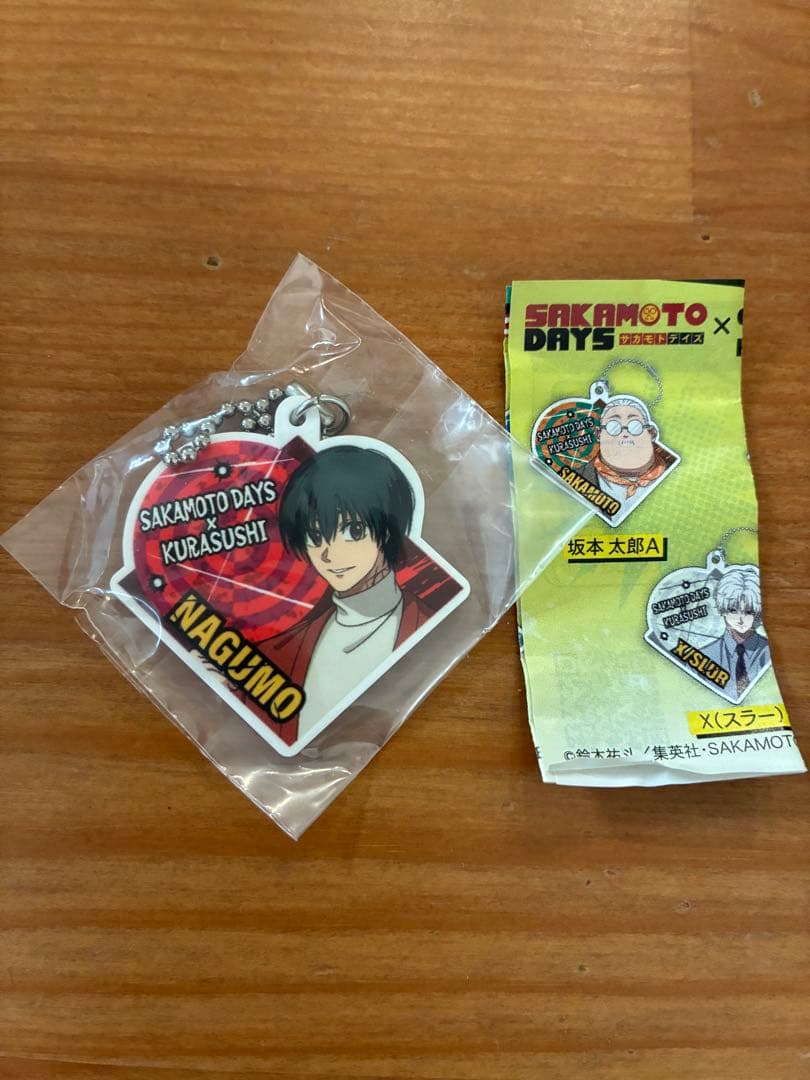 SAKAMOTO DAYS
×
KURASUSHI
NAGUMO
SAKAMOTO
DAYS サカモトデイズ ×
SAKAMOTO DAYS
×
KURASUSHI
SAKAMOTO
坂本 太郎A
SAKAMOTO DAYS
×
KURASUSHI
X/SLUR
X(スラー)
©鈴木祐斗/集英社・SAKAMOT